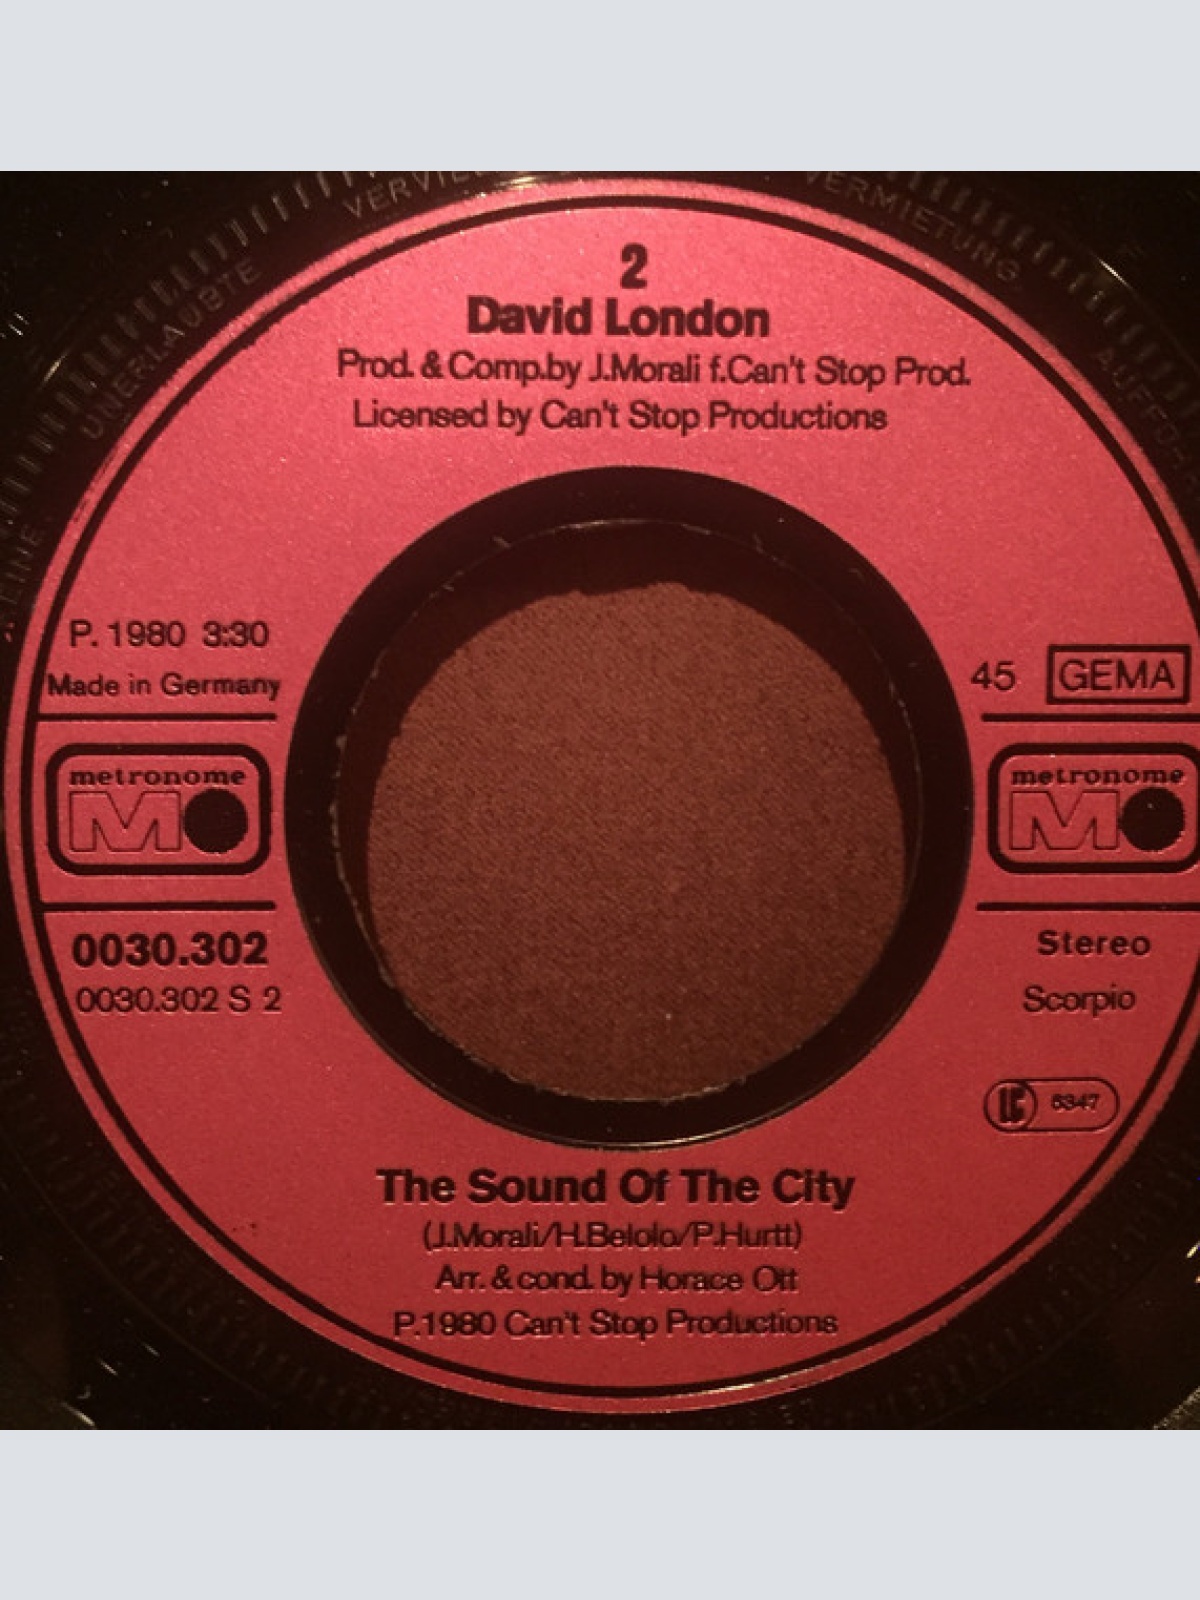 UNERLAUBTE
VERMIETUNG,
2
David London
Prod. & Comp.by J.Morali f.Can't Stop Prod.
Licensed by Can't Stop Productions
P. 1980 3:30
Made in Germany
45 GEMA
metronome
M
metronome
M
0030.302
0030.302 S 2
Stereo
Scorpio
LC 6347
The Sound Of The City
(J.Morali/H.Belolo/P.Hurtt)
Arr. & cond. by Horace Ott
P.1980 Can't Stop Productions